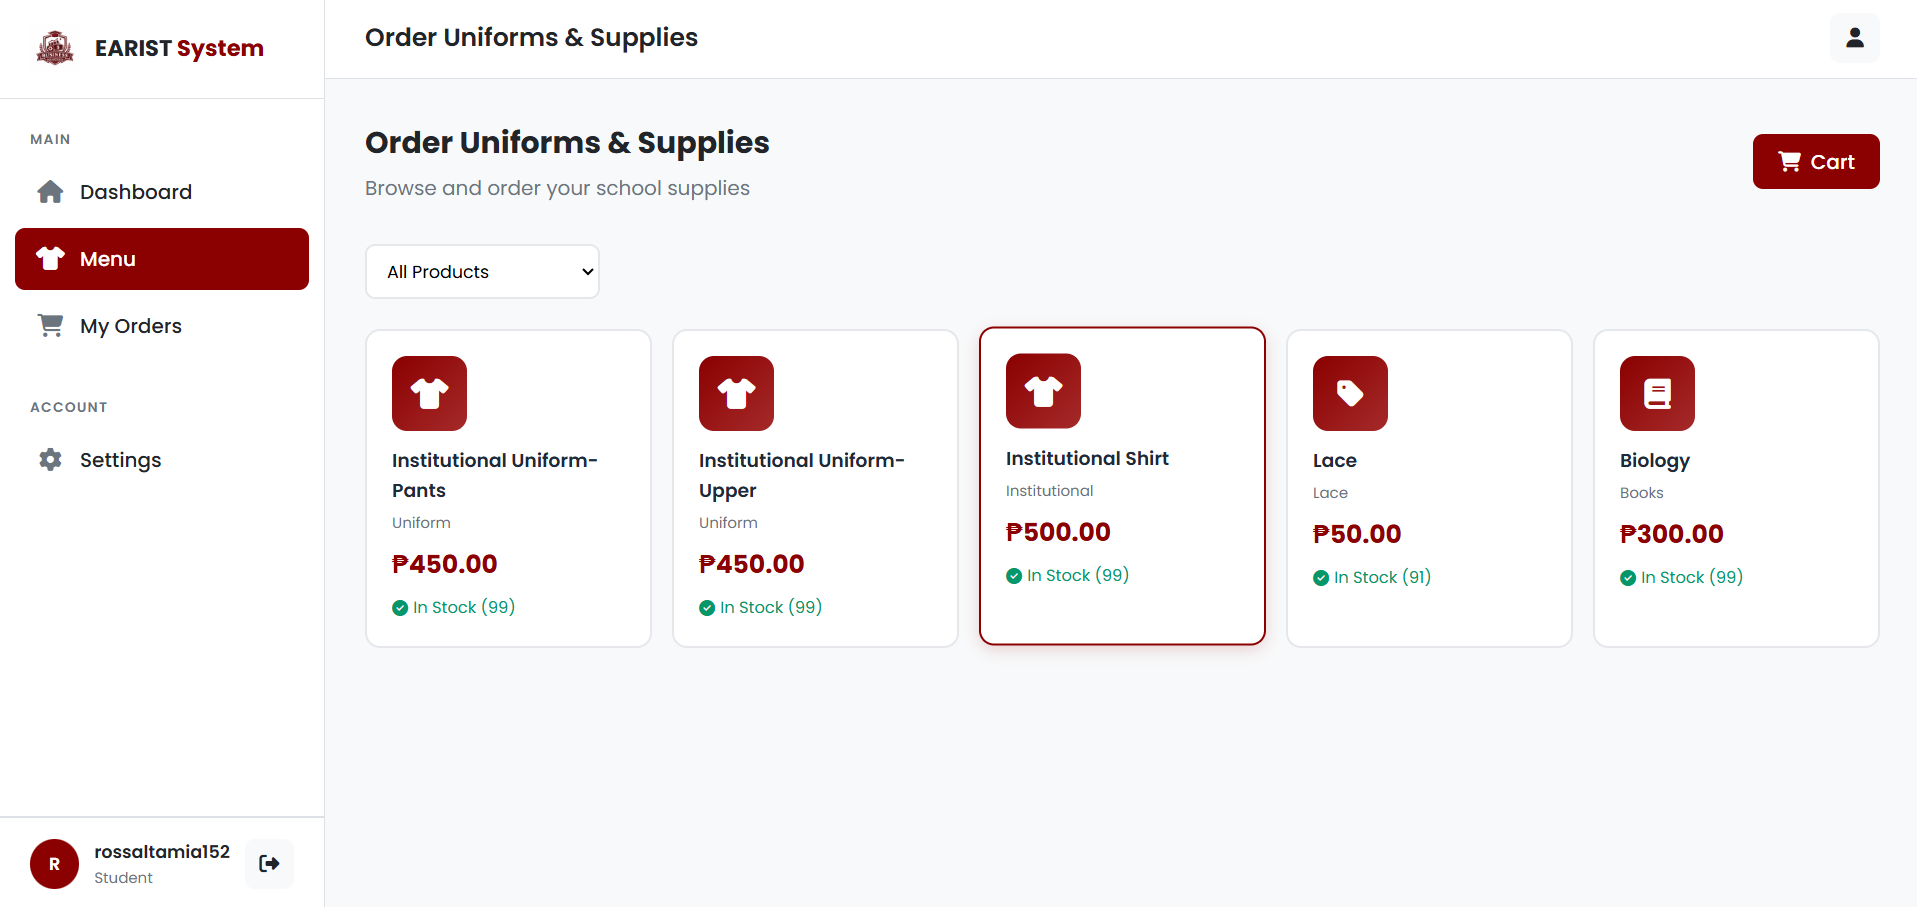 EARIST System
MAIN
Dashboard
Menu
My Orders
ACCOUNT
Settings
rossaltamia152
Student
R
Order Uniforms & Supplies
Order Uniforms & Supplies
Browse and order your school supplies
Cart
All Products
Institutional Uniform-
Pants
Uniform
₱450.00
In Stock (99)
Institutional Uniform-
Upper
Uniform
₱450.00
In Stock (99)
Institutional Shirt
Institutional
₱500.00
In Stock (99)
Lace
Lace
₱50.00
In Stock (91)
Biology
Books
₱300.00
In Stock (99)